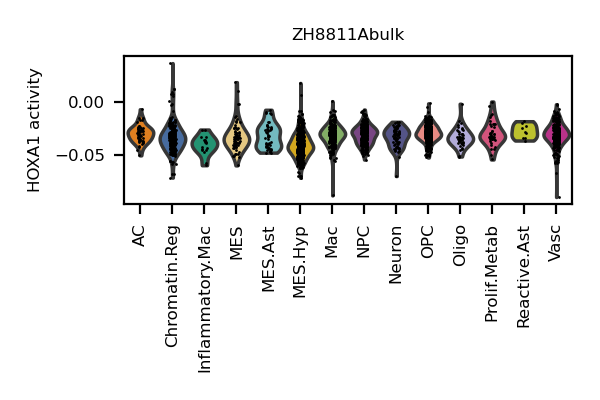 ZH8811Abulk
HOXA1 activity
0.00
−0.05
AC
Chromatin.Reg
Inflammatory.Mac
MES
MES.Ast
MES.Hyp
Mac
NPC
Neuron
OPC
Oligo
Prolif.Metab
Reactive.Ast
Vasc